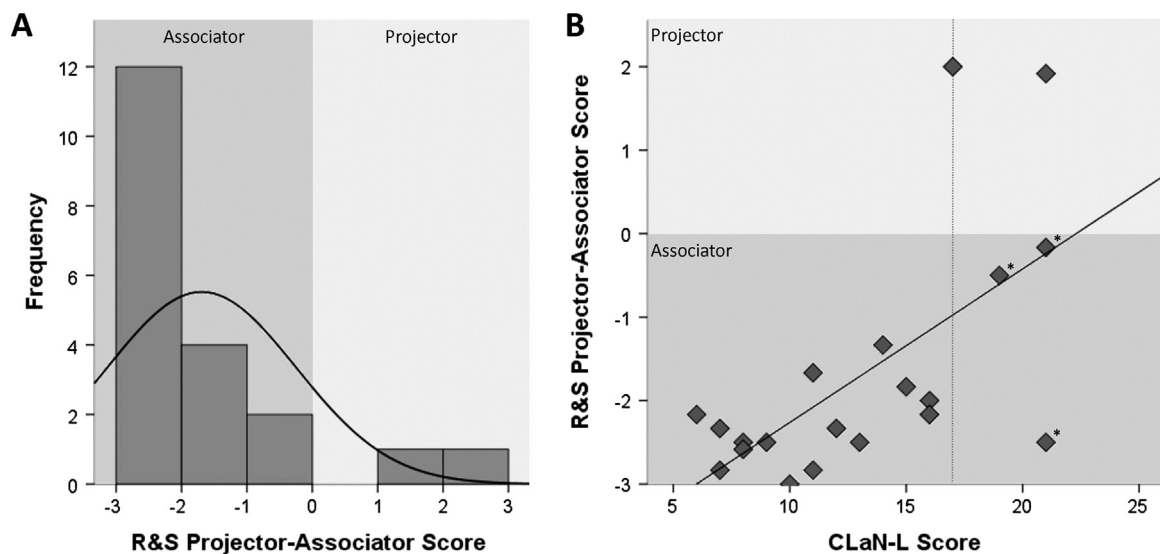 A
Associator
Projector
Frequency
12
10
8
6
4
2
0
-3 -2 -1 0 1 2 3
R&S Projector-Associator Score
B
Projector
Associator
R&S Projector-Associator Score
2
1
0
-1
-2
-3
*
*
*
5 10 15 20 25
CLaN-L Score